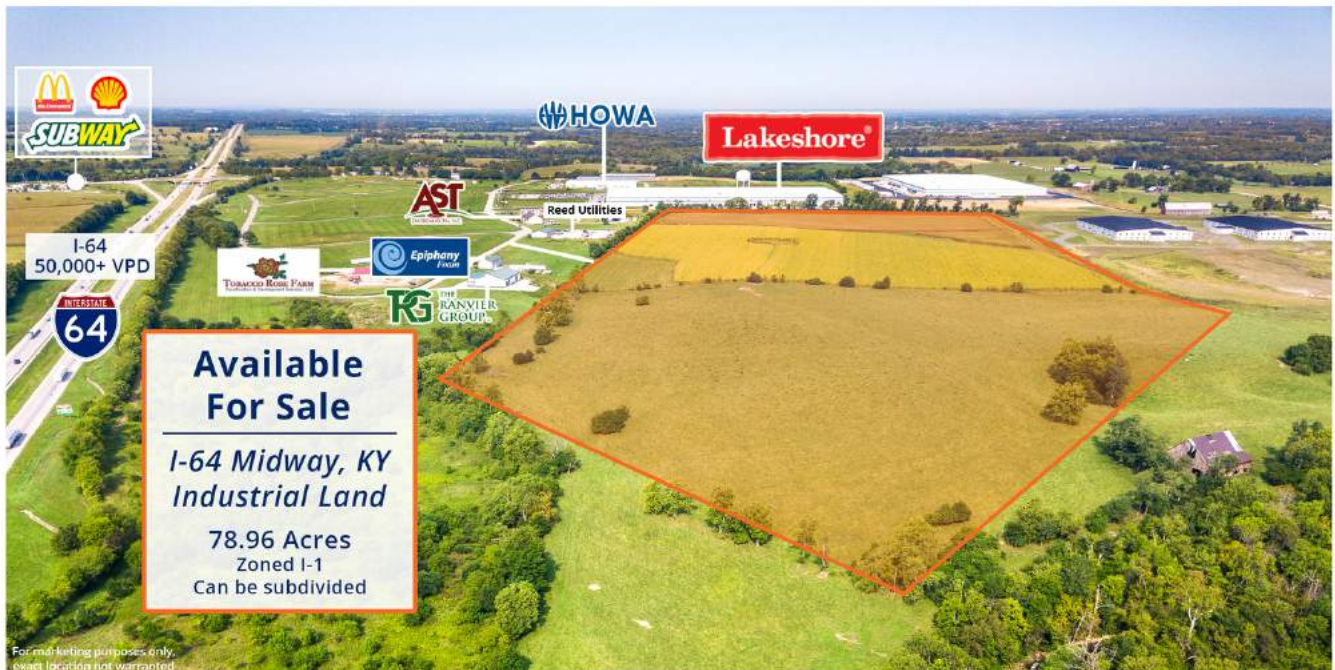 McDonald's
SUBWAY
I-64
50,000+ VPD
INTERSTATE
64
HOWA
Lakeshore®
AST
Reed Utilities
Epiphany
Foam
TOBACCO ROSE FARM
TRG THE
RANVIER
GROUP
Available
For Sale
I-64 Midway, KY
Industrial Land
78.96 Acres
Zoned I-1
Can be subdivided
For marketing purposes only,
exact location not warranted